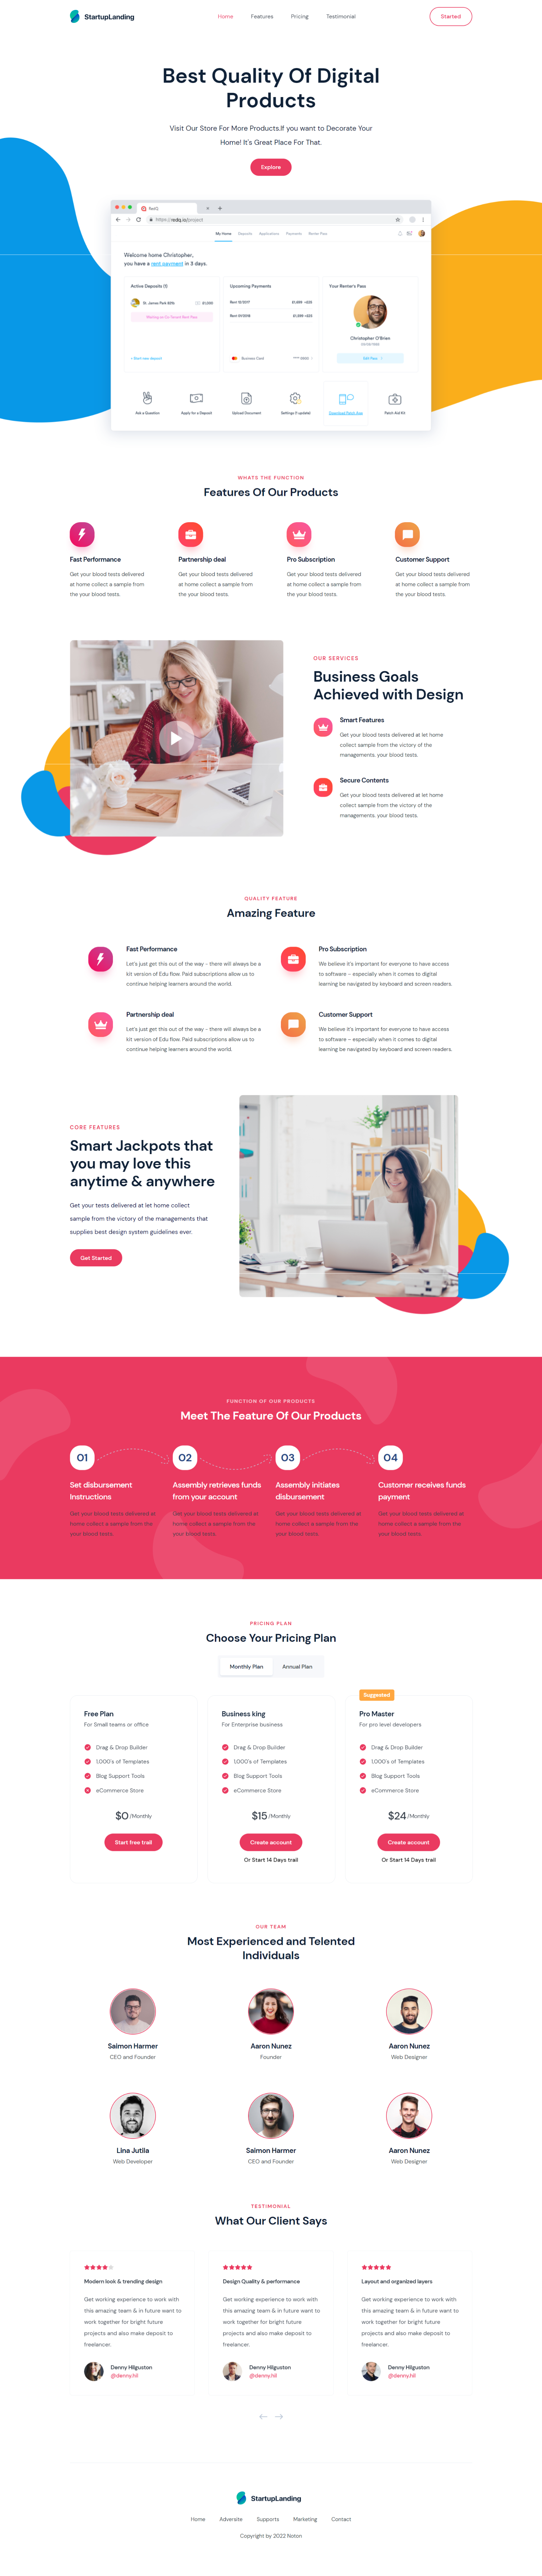 StartupLanding
Home Features Pricing Testimonial
Started
Best Quality Of Digital
Products
Visit Our Store For More Products.If you want to Decorate Your
Home! It's Great Place For That.
Explore
RedQ.
https://redq.io/project
My Home Deposits Applications Payments Renter Pass
Welcome home Christopher,
you have a rent payment in 3 days.
Active Deposits (1)
St. James Park 60%
£1,000
Upcoming Payments
Rent 12/2017
Rent 01/2018
Business Card
Your Renter's Pass
Christopher O'Brien
Edit Pass
Ask a Question
Apply for a Deposit
Upload Document
Settings & updated
Patch Aid Kit
WHATS THE FUNCTION
Features Of Our Products
Fast Performance
Get your blood tests delivered
at home collect a sample from
the your blood tests.
Partnership deal
Get your blood tests delivered
at home collect a sample from
the your blood tests.
Pro Subscription
Get your blood tests delivered
at home collect a sample from
the your blood tests.
Customer Support
Get your blood tests delivered
at home collect a sample from
the your blood tests.
OUR SERVICES
Business Goals
Achieved with Design
Smart Features
Get your blood tests delivered at let home
collect sample from the victory of the
managements. your blood tests.
Secure Contents
Get your blood tests delivered at let home
collect sample from the victory of the
managements. your blood tests.
QUALITY FEATURE
Amazing Feature
Fast Performance
Let's just get this out of the way - there will always be a
kit version of Edu flow. Paid subscriptions allow us to
continue helping learners around the world.
Pro Subscription
We believe it's important for everyone to have access
to software – especially when it comes to digital
learning be navigated by keyboard and screen readers.
Partnership deal
Let's just get this out of the way - there will always be a
kit version of Edu flow. Paid subscriptions allow us to
continue helping learners around the world.
Customer Support
We believe it's important for everyone to have access
to software – especially when it comes to digital
learning be navigated by keyboard and screen readers.
CORE FEATURES
Smart Jackpots that
you may love this
anytime & anywhere
Get your tests delivered at let home collect
sample from the victory of the managements that
supplies best design system guidelines ever.
Get Started
FUNCTION OF OUR PRODUCTS
Meet The Feature Of Our Products
01
Set disbursement
Instructions
Get your blood tests delivered at
home collect a sample from the
your blood tests.
02
Assembly retrieves funds
from your account
Get your blood tests delivered at
home collect a sample from the
your blood tests.
03
Assembly initiates
disbursement
Get your blood tests delivered at
home collect a sample from the
your blood tests.
04
Customer receives funds
payment
Get your blood tests delivered at
home collect a sample from the
your blood tests.
PRICING PLAN
Choose Your Pricing Plan
Monthly Plan Annual Plan
Free Plan
For Small teams or office
Drag & Drop Builder
1,000's of Templates
Blog Support Tools
eCommerce Store
$0 /Monthly
Start free trail
Business king
For Enterprise business
Drag & Drop Builder
1,000's of Templates
Blog Support Tools
eCommerce Store
$15 /Monthly
Create account
Or Start 14 Days trail
Suggested
Pro Master
For pro level developers
Drag & Drop Builder
1,000's of Templates
Blog Support Tools
eCommerce Store
$24 /Monthly
Create account
Or Start 14 Days trail
OUR TEAM
Most Experienced and Telented
Individuals
Saimon Harmer
CEO and Founder
Aaron Nunez
Founder
Aaron Nunez
Web Designer
Lina Jutila
Web Developer
Saimon Harmer
CEO and Founder
Aaron Nunez
Web Designer
TESTIMONIAL
What Our Client Says
Modern look & trending design
Get working experience to work with
this amazing team & in future want to
work together for bright future
projects and also make deposit to
freelancer.
Denny Hilguston
@denny.hil
Design Quality & performance
Get working experience to work with
this amazing team & in future want to
work together for bright future
projects and also make deposit to
freelancer.
Denny Hilguston
@denny.hil
Layout and organized layers
Get working experience to work with
this amazing team & in future want to
work together for bright future
projects and also make deposit to
freelancer.
Denny Hilguston
@denny.hil
StartupLanding
Home Adversite Supports Marketing Contact
Copyright by 2022 Noton